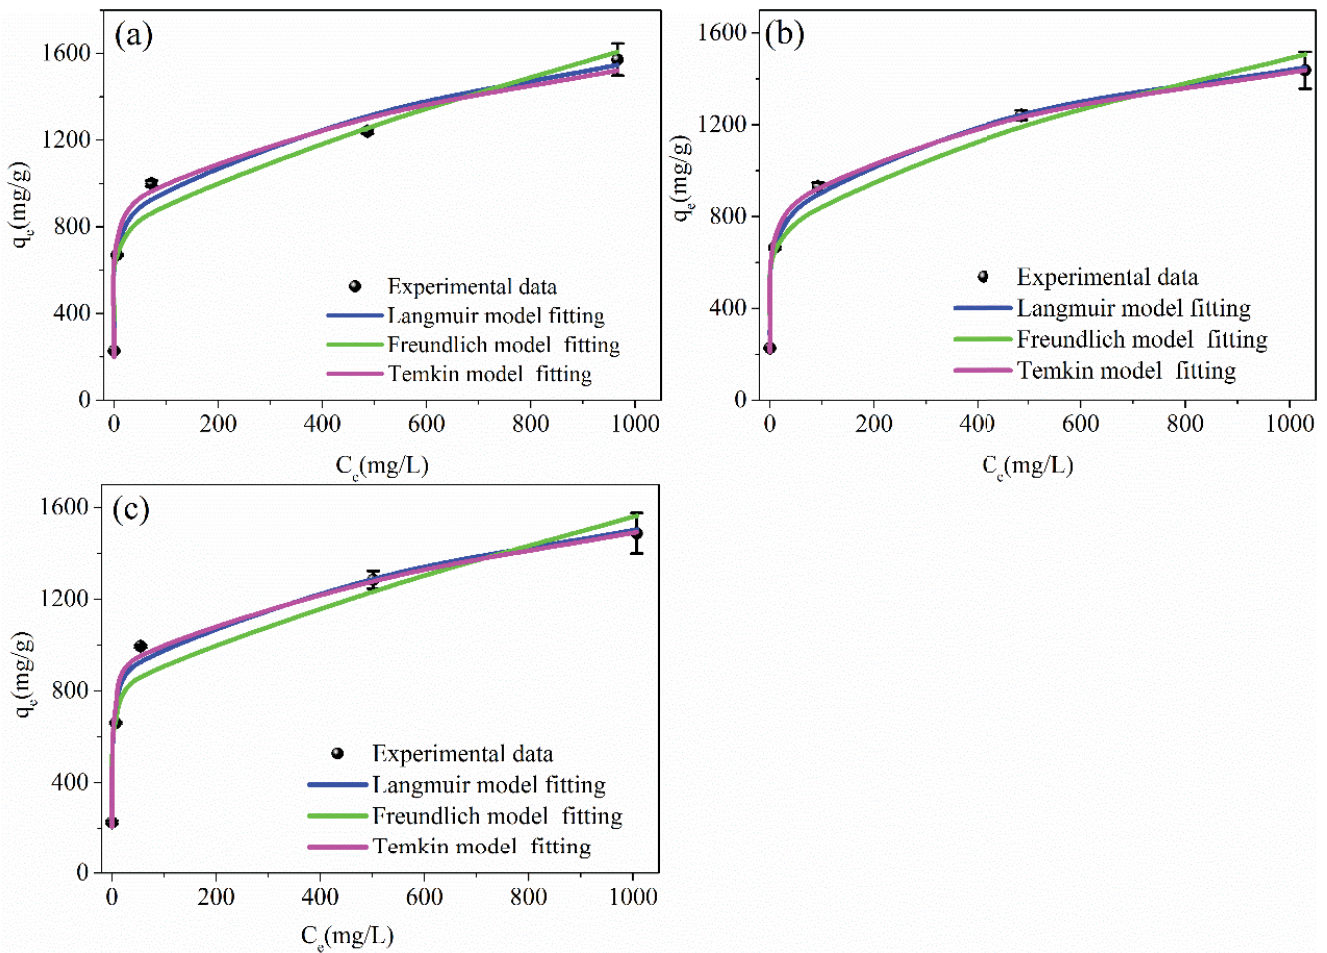 (a)
1600
1200
800
400
0
qe(mg/g)
Experimental data
Langmuir model fitting
Freundlich model fitting
Temkin model fitting
0 200 400 600 800 1000
Ce(mg/L)
(b)
1600
1200
800
400
0
qe(mg/g)
Experimental data
Langmuir model fitting
Freundlich model fitting
Temkin model fitting
0 200 400 600 800 1000
Ce(mg/L)
(c)
1600
1200
800
400
0
qe(mg/g)
Experimental data
Langmuir model fitting
Freundlich model fitting
Temkin model fitting
0 200 400 600 800 1000
Ce(mg/L)